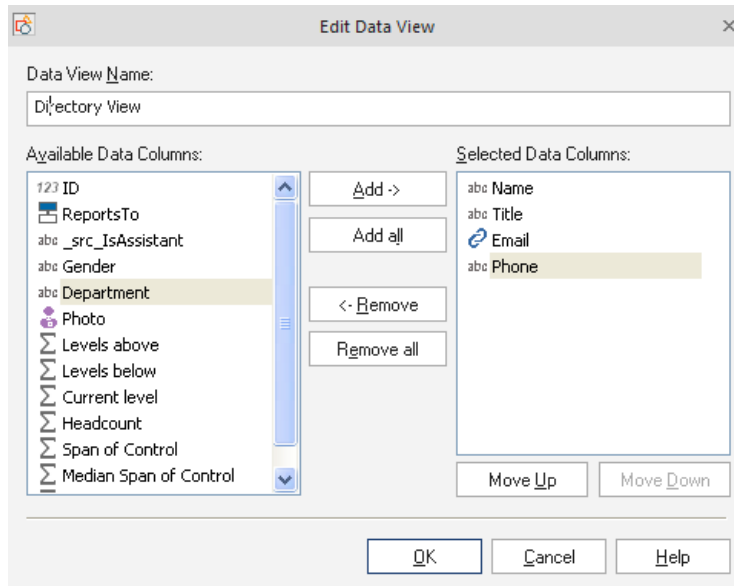 Edit Data View
Data View Name:
Directory View
Available Data Columns:
123 ID
ReportsTo
abc _src_IsAssistant
abc Gender
abc Department
Photo
Levels above
Levels below
Current level
Headcount
Span of Control
Median Span of Control
Add ->
Add all
<- Remove
Remove all
Selected Data Columns:
abc Name
abc Title
Email
abc Phone
Move Up
Move Down
OK
Cancel
Help